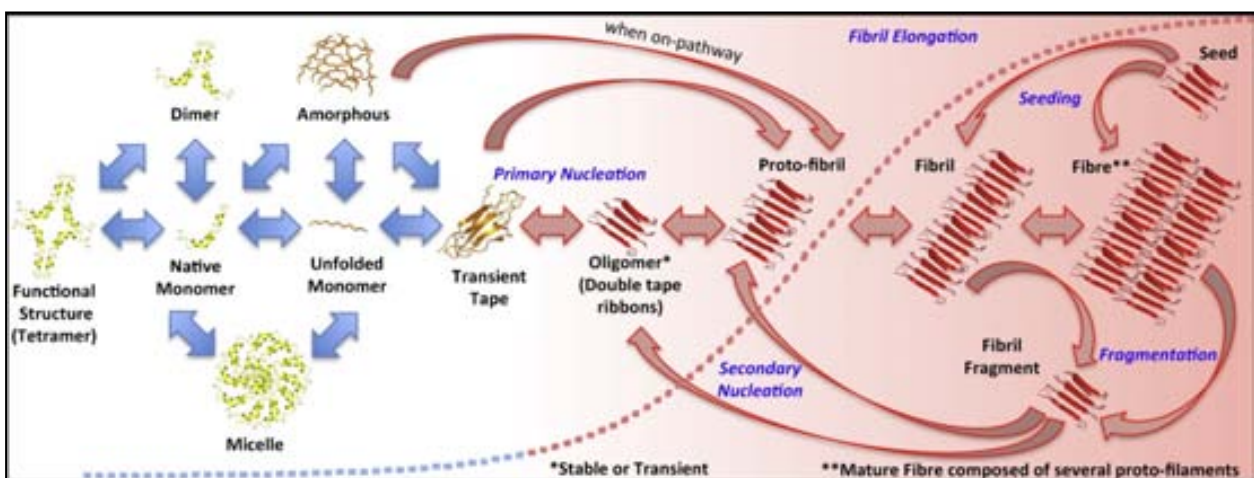 when on-pathway
Fibril Elongation
Seed
Dimer
Amorphous
Seeding
Primary Nucleation
Proto-fibril
Fibril
Fibre**
Functional
Structure
(Tetramer)
Native
Monomer
Unfolded
Monomer
Transient
Tape
Oligomer*
(Double tape
ribbons)
Fibril
Fragment
Fragmentation
Secondary
Nucleation
Micelle
*Stable or Transient
**Mature Fibre composed of several proto-filaments